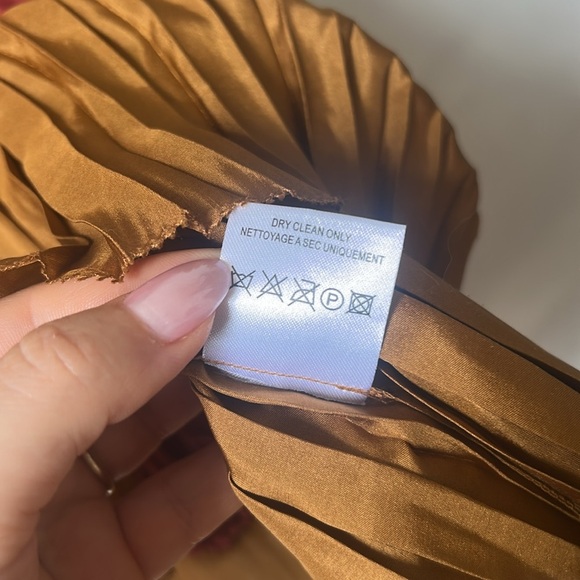 DRY CLEAN ONLY
NETTOYAGE A SEC UNIQUEMENT
P